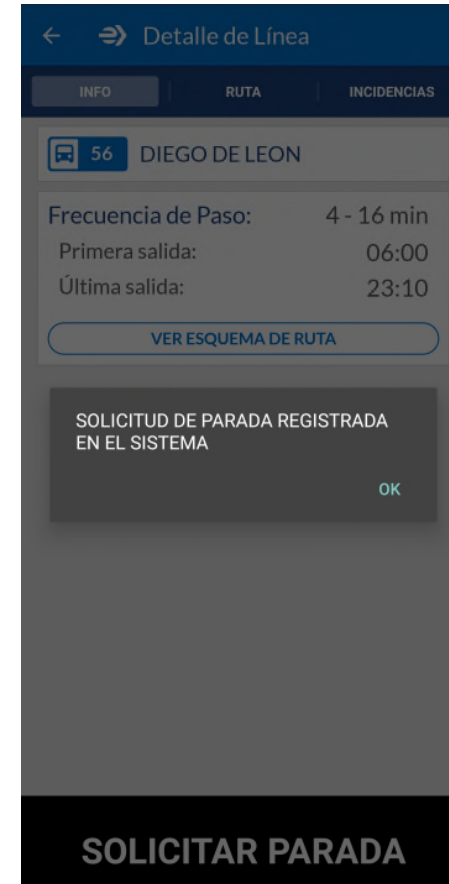 Detalle de Línea
INFO RUTA INCIDENCIAS
56 DIEGO DE LEON
Frecuencia de Paso: 4 - 16 min
Primera salida: 06:00
Última salida: 23:10
VER ESQUEMA DE RUTA
SOLICITUD DE PARADA REGISTRADA
EN EL SISTEMA
OK
SOLICITAR PARADA